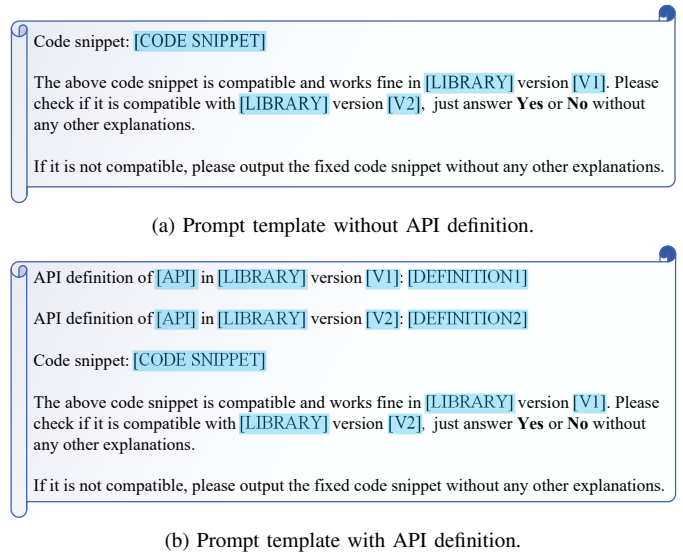 Code snippet: [CODE SNIPPET]
The above code snippet is compatible and works fine in [LIBRARY] version [V1]. Please
check if it is compatible with [LIBRARY] version [V2], just answer Yes or No without
any other explanations.
If it is not compatible, please output the fixed code snippet without any other explanations.
(a) Prompt template without API definition.
API definition of [API] in [LIBRARY] version [V1]: [DEFINITION1]
API definition of [API] in [LIBRARY] version [V2]: [DEFINITION2]
Code snippet: [CODE SNIPPET]
The above code snippet is compatible and works fine in [LIBRARY] version [V1]. Please
check if it is compatible with [LIBRARY] version [V2], just answer Yes or No without
any other explanations.
If it is not compatible, please output the fixed code snippet without any other explanations.
(b) Prompt template with API definition.